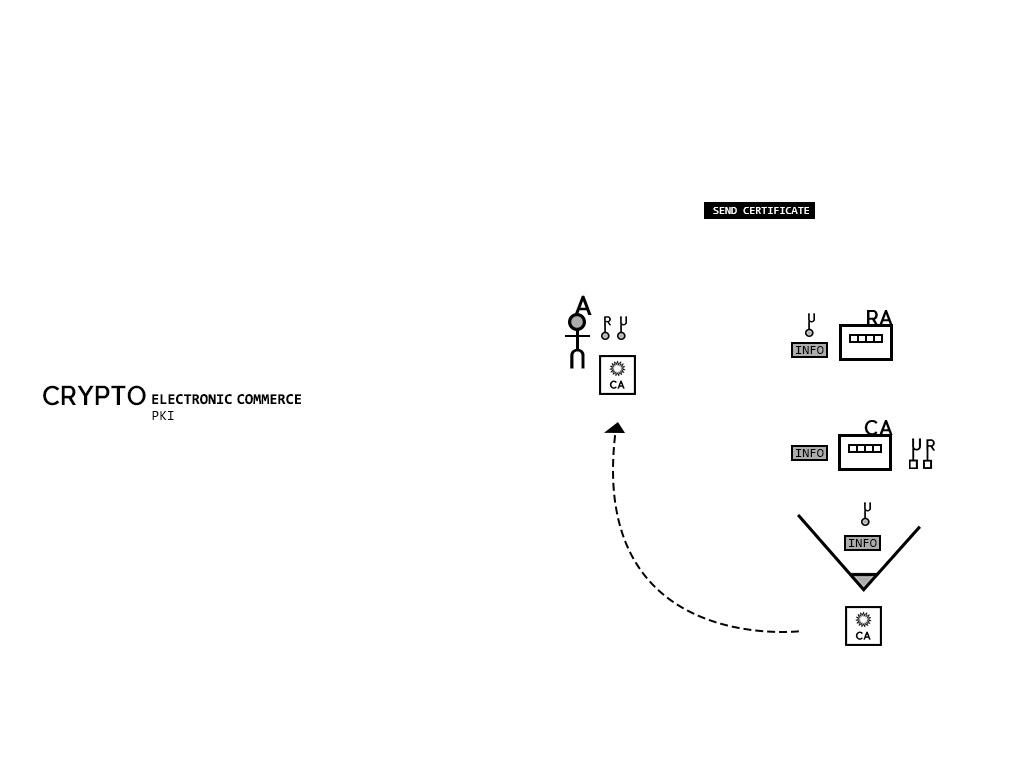 SEND CERTIFICATE
A
R U
CA
U
INFO
RA
CRYPTO ELECTRONIC COMMERCE
PKI
INFO
CA
U R
U
INFO
CA